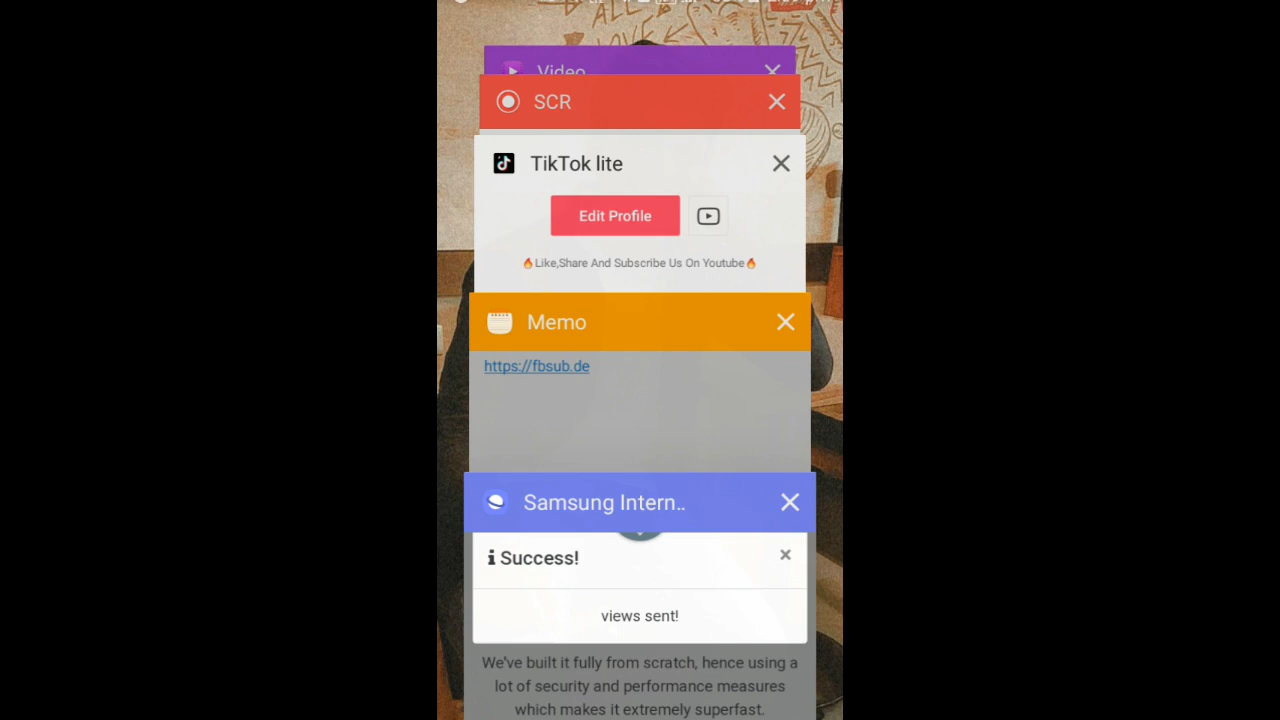 Video
SCR
TikTok lite
Edit Profile
🔥Like,Share And Subscribe Us On Youtube🔥
Memo
https://fbsub.de
Samsung Intern..
Success!
views sent!
We've built it fully from scratch, hence using a
lot of security and performance measures
which makes it extremely superfast.